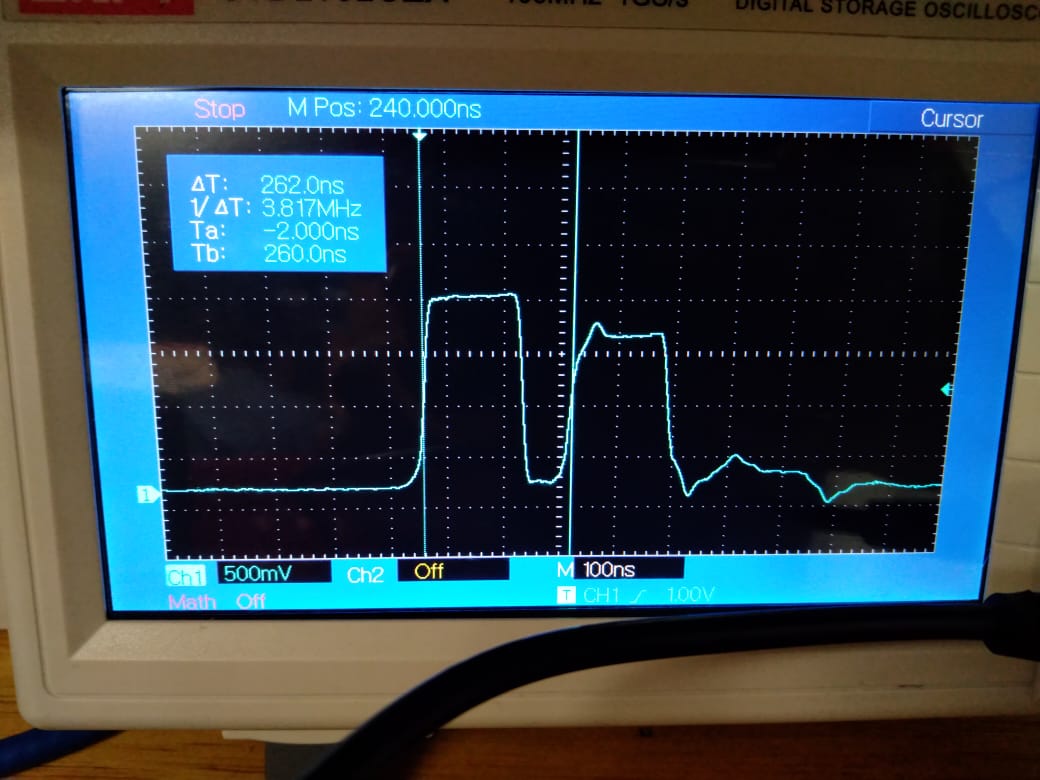 DIGITAL STORAGE OSCILLOSCO
Stop M Pos: 240.000ns Cursor
ΔT: 262.0ns
1/ΔT: 3.817MHz
Ta: -2.000ns
Tb: 260.0ns
1
Ch1 500mV Ch2 Off M 100ns
Math Off T CH1 1.00V